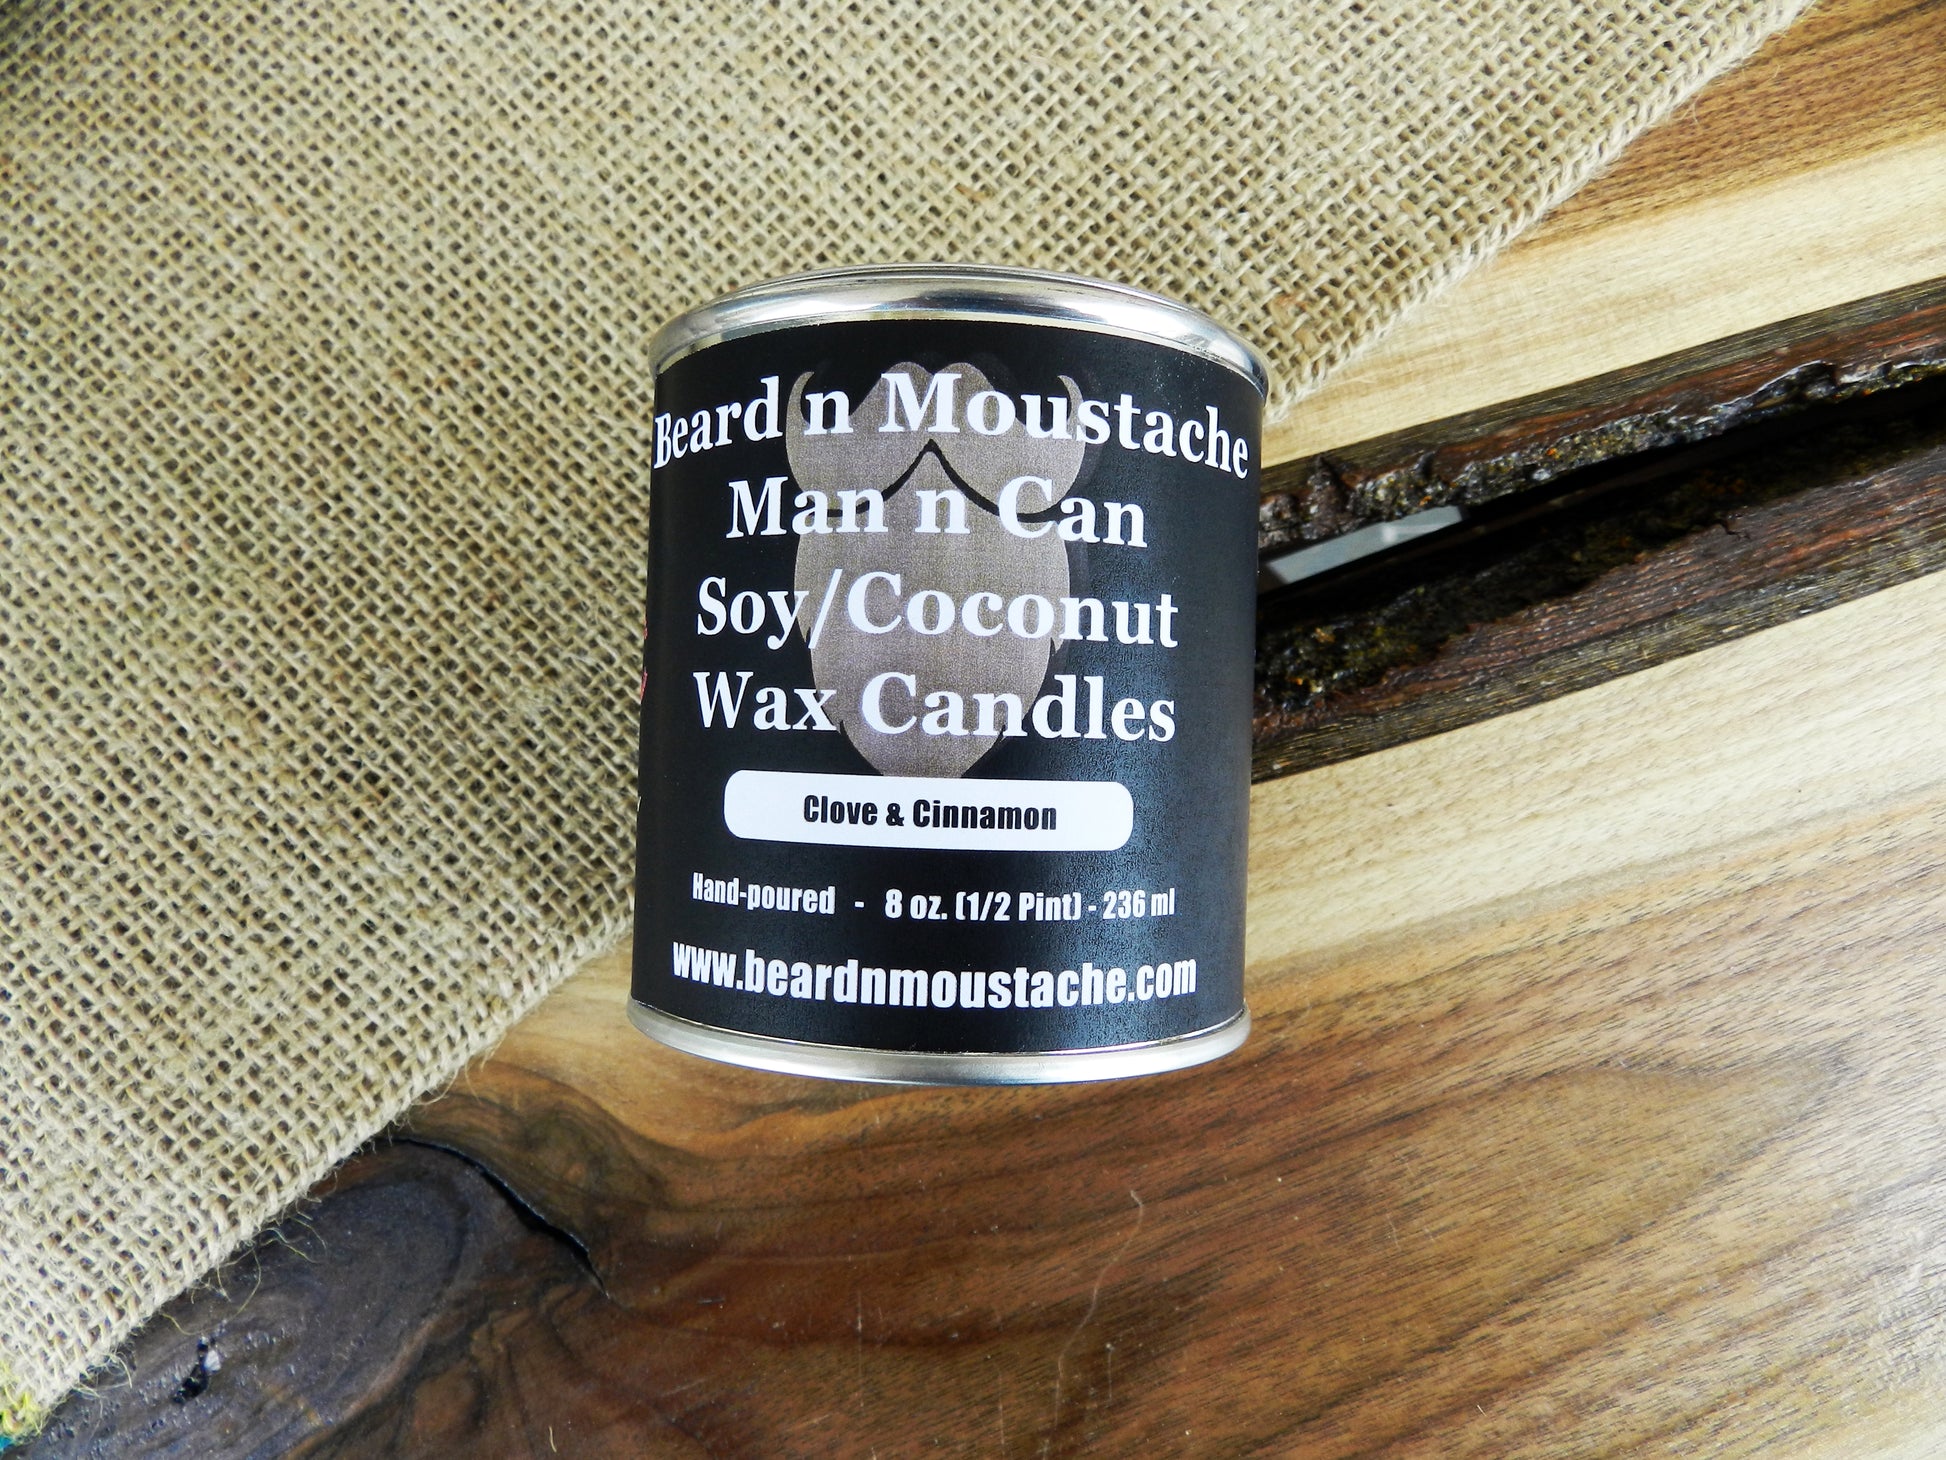 Beard n Moustache
Man n Can
Soy/Coconut
Wax Candles
Clove & Cinnamon
Hand-poured - 8 oz. (1/2 Pint) - 236 ml
www.beardnmoustache.com